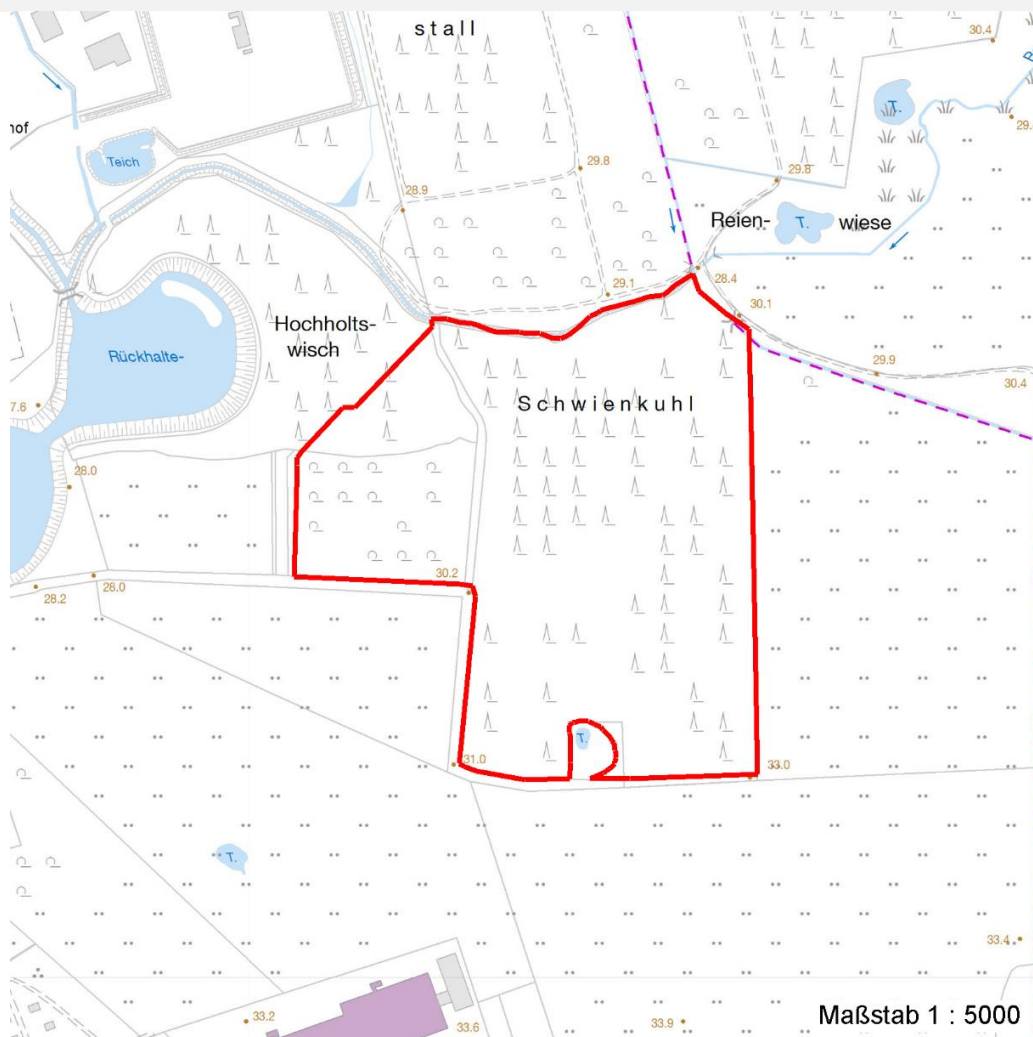 stall
30.4
hof
Teich
T.
29.8
29.8
28.9
Reien-
T.
wiese
28.4
29.1
30.1
Hochholts-
wisch
Rückhalte-
29.9
30.4
7.6
Schwienkuhl
28.0
28.0
30.2
28.2
T.
31.0
33.0
T.
33.4
33.2
33.6
33.9
Maßstab 1 : 5000